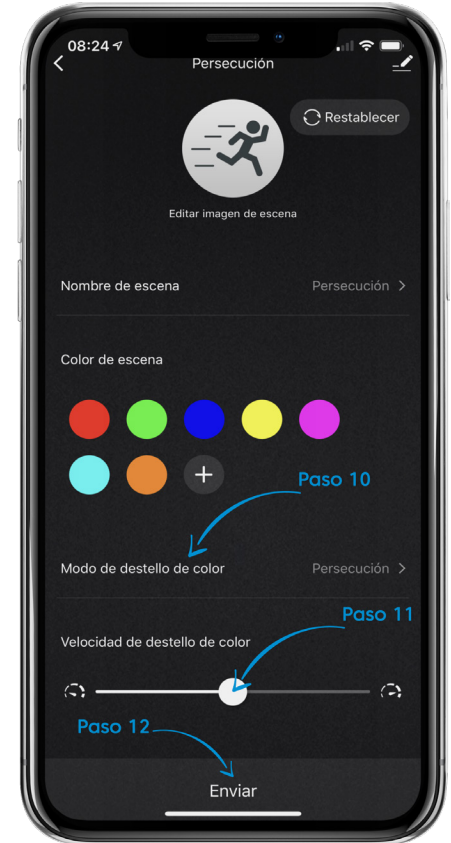 08:24
Persecución
Restablecer
Editar imagen de escena
Nombre de escena
Persecución
Color de escena
Paso 10
Modo de destello de color
Persecución
Paso 11
Velocidad de destello de color
Paso 12
Enviar